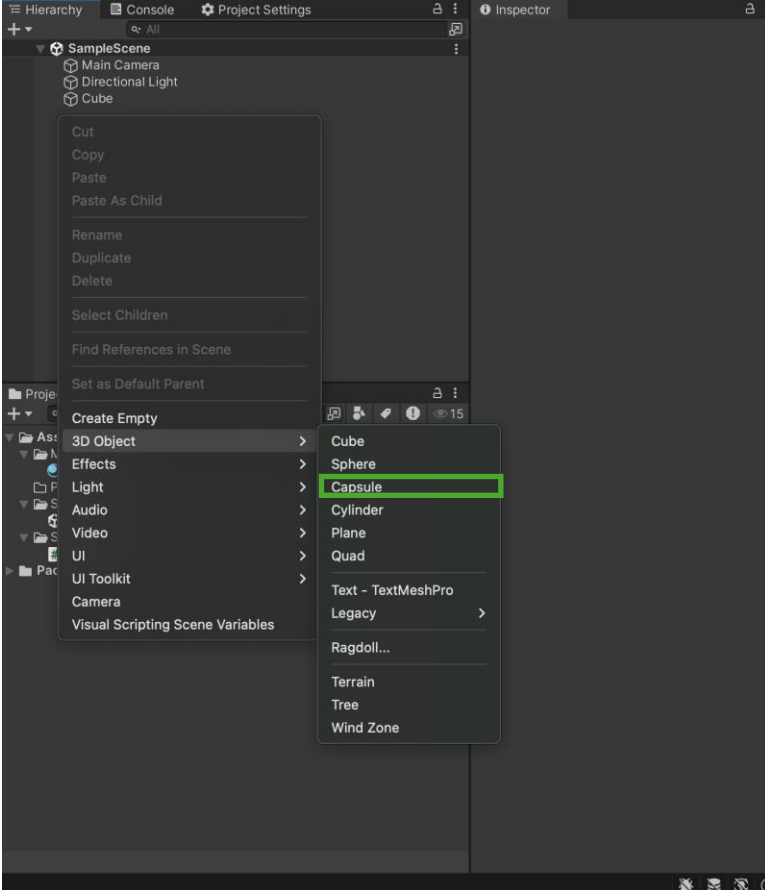 Hierarchy Console Project Settings Inspector
All
SampleScene
Main Camera
Directional Light
Cube
Cut
Copy
Paste
Paste As Child
Rename
Duplicate
Delete
Select Children
Find References in Scene
Set as Default Parent
Create Empty
3D Object
Effects
Light
Audio
Video
UI
UI Toolkit
Camera
Visual Scripting Scene Variables
Proje
15
Ass
Pac
Cube
Sphere
Capsule
Cylinder
Plane
Quad
Text - TextMeshPro
Legacy
Ragdoll...
Terrain
Tree
Wind Zone